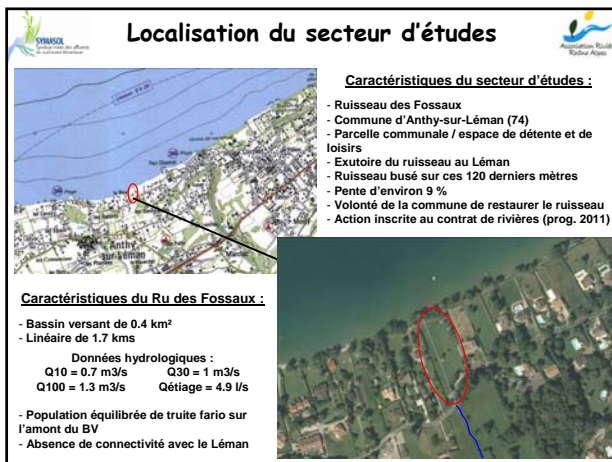 SYMASOL
Localisation du secteur d'études
Caractéristiques du secteur d'études :
- Ruisseau des Fossaux
- Commune d'Anthy-sur-Léman (74)
- Parcelle communale / espace de détente et de
loisirs
- Exutoire du ruisseau au Léman
- Ruisseau busé sur ces 120 derniers mètres
- Pente d'environ 9 %
- Volonté de la commune de restaurer le ruisseau
- Action inscrite au contrat de rivières (prog. 2011)
Anthy
sur-Léman
Caractéristiques du Ru des Fossaux :
- Bassin versant de 0.4 km²
- Linéaire de 1.7 kms
Données hydrologiques :
Q10 = 0.7 m3/s Q30 = 1 m3/s
Q100 = 1.3 m3/s Qétiage = 4.9 l/s
- Population équilibrée de truite fario sur
l'amont du BV
- Absence de connectivité avec le Léman